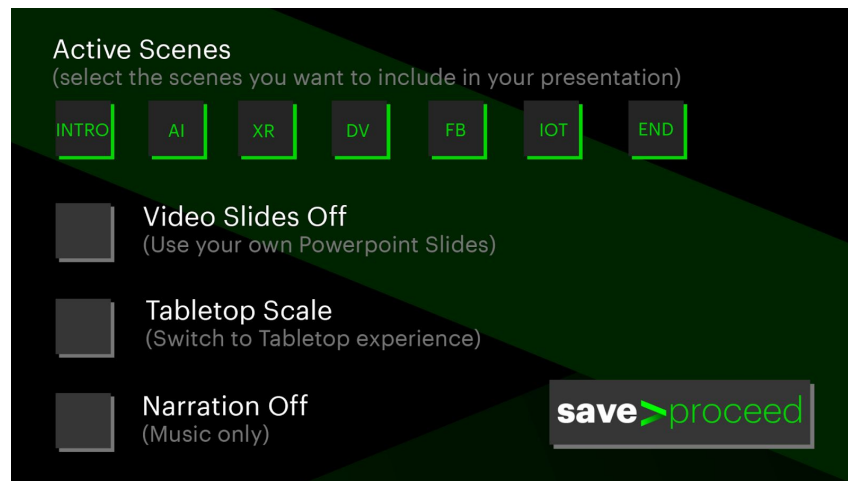 Active Scenes
(select the scenes you want to include in your presentation)
INTRO AI XR DV FB IOT END
Video Slides Off
(Use your own Powerpoint Slides)
Tabletop Scale
(Switch to Tabletop experience)
Narration Off
(Music only)
save>proceed